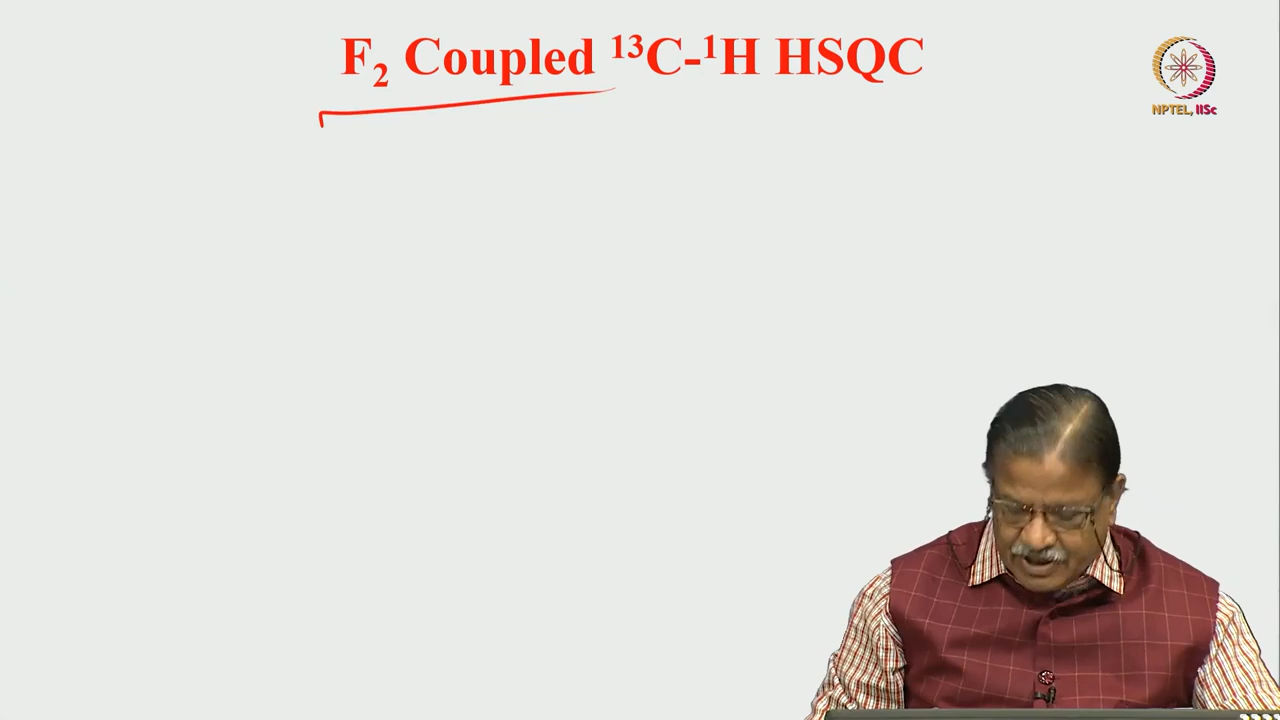 F₂ Coupled ¹³C-¹H HSQC
NPTEL, IISc